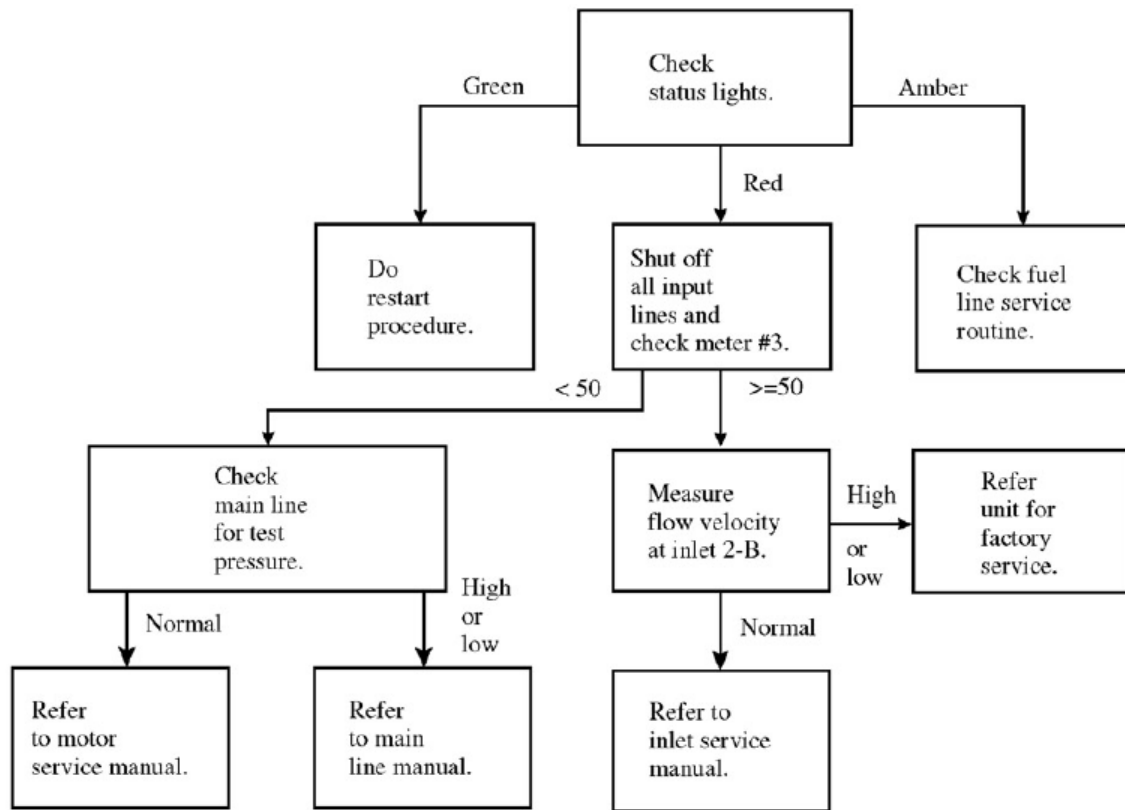 Check
status lights.
Green
Amber
Red
Do
restart
procedure.
Shut off
all input
lines and
check meter #3.
Check fuel
line service
routine.
< 50
>=50
Check
main line
for test
pressure.
Measure
flow velocity
at inlet 2-B.
High
or
low
Refer
unit for
factory
service.
Normal
High
or
low
Normal
Refer
to motor
service manual.
Refer
to main
line manual.
Refer to
inlet service
manual.